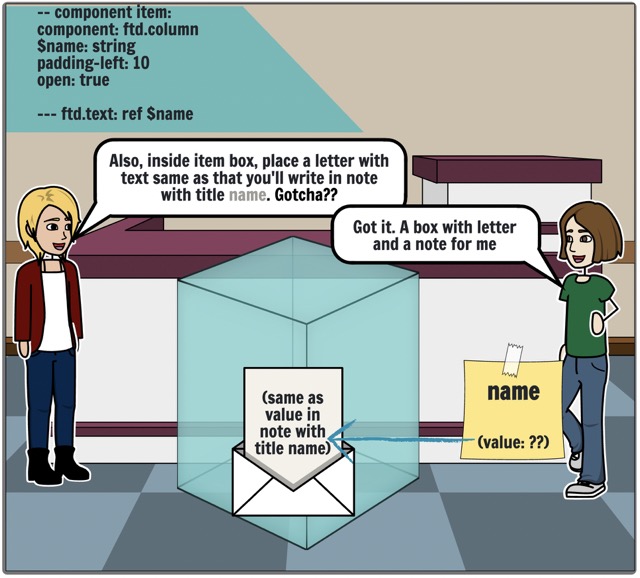 -- component item:
component: ftd.column
$name: string
padding-left: 10
open: true
--- ftd.text: ref $name
Also, inside item box, place a letter with
text same as that you'll write in note
with title name. Gotcha??
Got it. A box with letter
and a note for me
(same as
value in
note with
title name)
name
(value: ??)